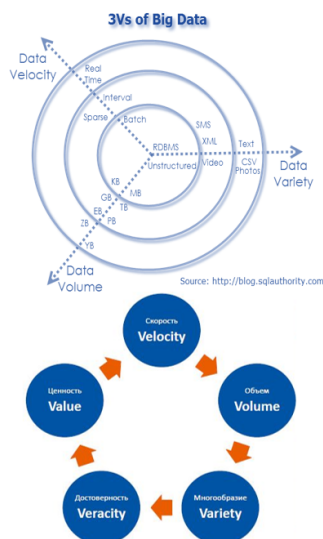 3Vs of Big Data
Data
Velocity
Real
Time
Interval
Sparse
Batch
SMS
XML
Text
RDBMS
Unstructured
Video
CSV
Photos
Data
Variety
KB
MB
GB
TB
EB
PB
ZB
YB
Data
Volume
Source: http://blog.sqlauthority.com
Скорость
Velocity
Ценность
Value
Объем
Volume
Достоверность
Veracity
Многообразие
Variety